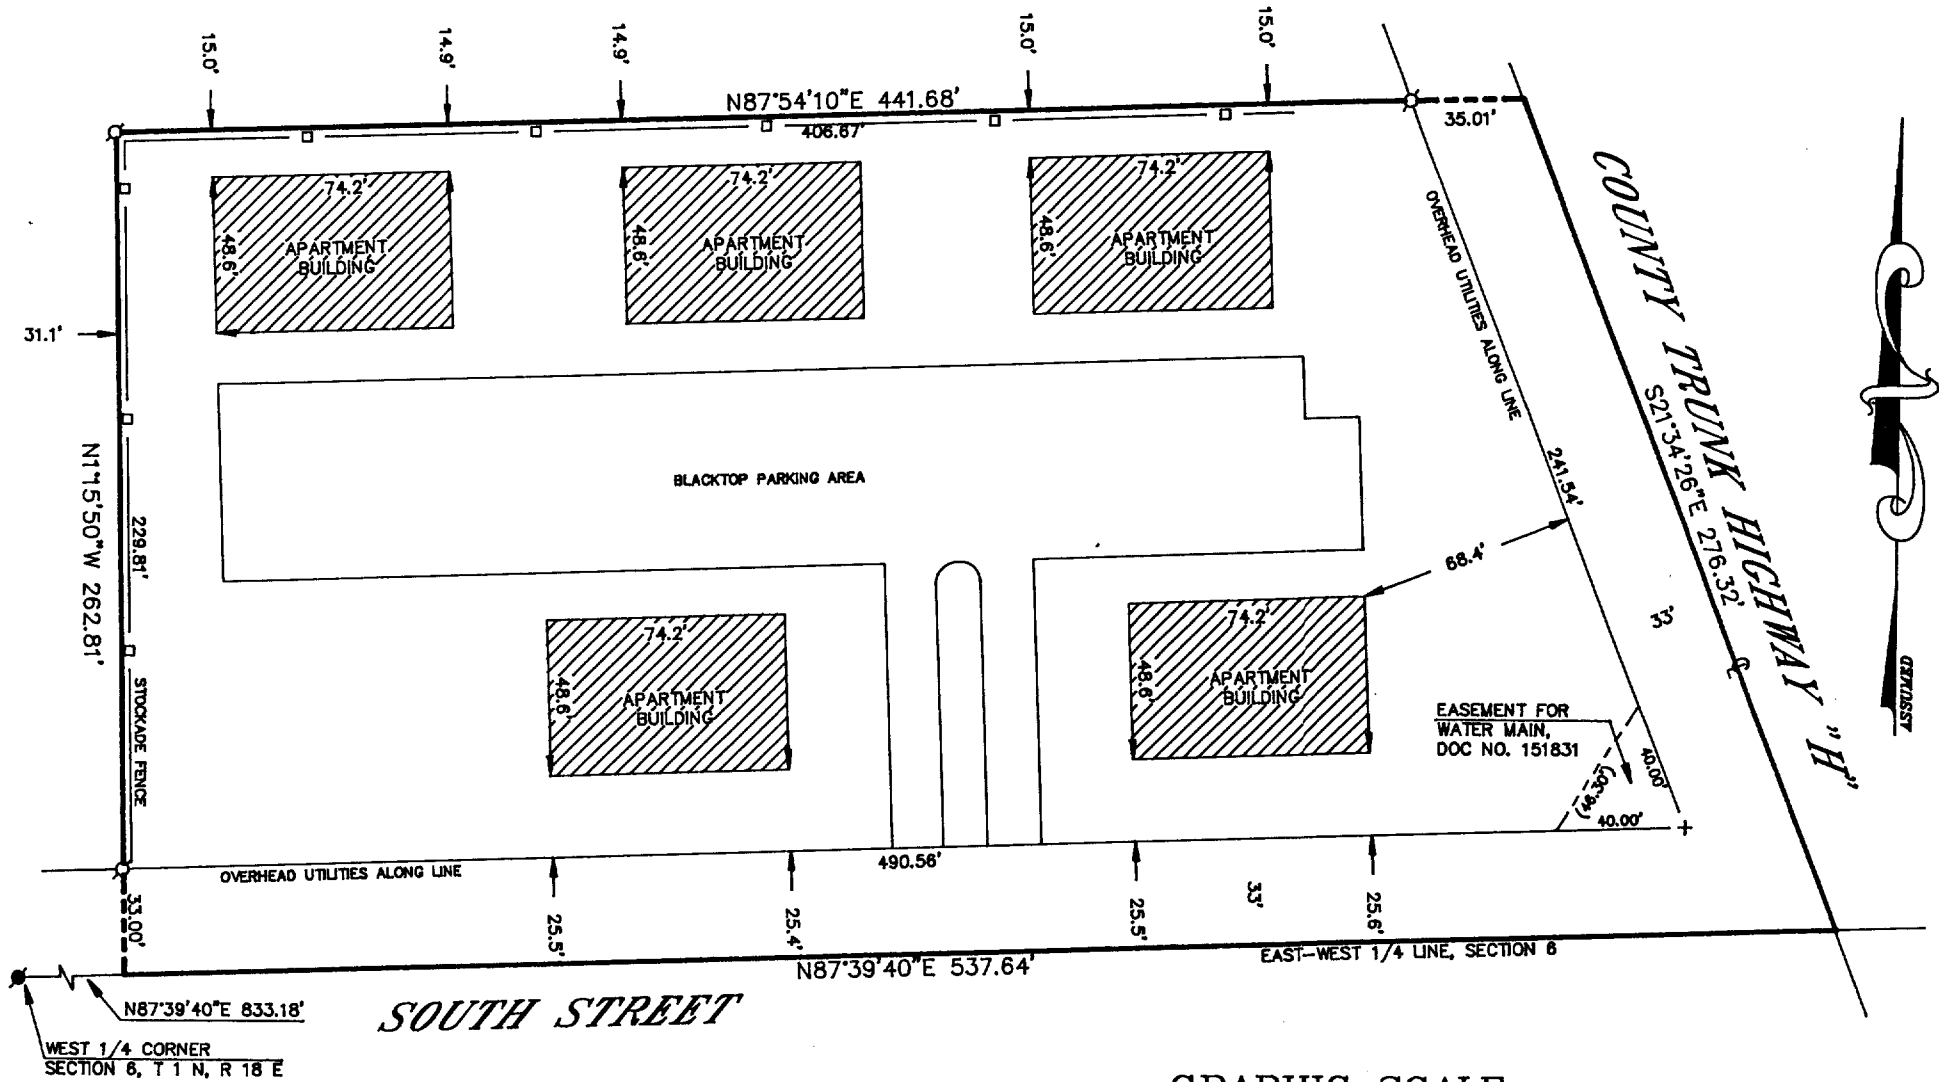 15.0'
14.9'
14.9'
15.0'
15.0'
N87°54'10"E 441.68'
406.67'
35.01'
74.2'
48.6'
APARTMENT
BUILDING
74.2'
48.6'
APARTMENT
BUILDING
74.2'
48.6'
APARTMENT
BUILDING
OVERHEAD UTILITIES ALONG LINE
COUNTY TRUNK HIGHWAY "H"
S21°34'26"E 276.32'
31.1'
N1°15'50"W 262.81'
229.81'
STOCKADE FENCE
BLACKTOP PARKING AREA
241.54'
68.4'
33'
74.2'
48.6'
APARTMENT
BUILDING
74.2'
48.6'
APARTMENT
BUILDING
EASEMENT FOR
WATER MAIN,
DOC NO. 151831
40.00'
(46.30')
40.00'
ASSUMED
OVERHEAD UTILITIES ALONG LINE
490.56'
33.00'
25.5'
25.4'
25.5'
33'
25.6'
N87°39'40"E 537.64'
EAST-WEST 1/4 LINE, SECTION 6
N87°39'40"E 833.18'
SOUTH STREET
WEST 1/4 CORNER
SECTION 6, T 1 N, R 18 E
GRAPHIC SCALE